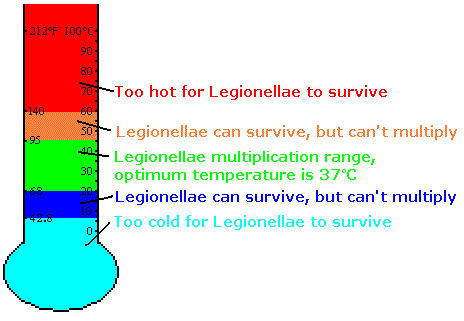 212°F 100°C
90
80
70
Too hot for Legionellae to survive
140 60
50
Legionellae can survive, but can't multiply
95
40
Legionellae multiplication range,
optimum temperature is 37°C
30
68 20
Legionellae can survive, but can't multiply
10
42.8
Too cold for Legionellae to survive
0